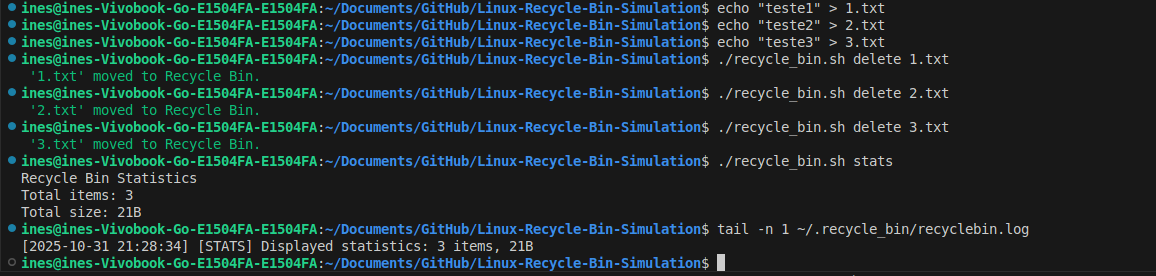 ines@ines-Vivobook-Go-E1504FA-E1504FA:~/Documents/GitHub/Linux-Recycle-Bin-Simulation$ echo "teste1" > 1.txt
ines@ines-Vivobook-Go-E1504FA-E1504FA:~/Documents/GitHub/Linux-Recycle-Bin-Simulation$ echo "teste2" > 2.txt
ines@ines-Vivobook-Go-E1504FA-E1504FA:~/Documents/GitHub/Linux-Recycle-Bin-Simulation$ echo "teste3" > 3.txt
ines@ines-Vivobook-Go-E1504FA-E1504FA:~/Documents/GitHub/Linux-Recycle-Bin-Simulation$ ./recycle_bin.sh delete 1.txt
'1.txt' moved to Recycle Bin.
ines@ines-Vivobook-Go-E1504FA-E1504FA:~/Documents/GitHub/Linux-Recycle-Bin-Simulation$ ./recycle_bin.sh delete 2.txt
'2.txt' moved to Recycle Bin.
ines@ines-Vivobook-Go-E1504FA-E1504FA:~/Documents/GitHub/Linux-Recycle-Bin-Simulation$ ./recycle_bin.sh delete 3.txt
'3.txt' moved to Recycle Bin.
ines@ines-Vivobook-Go-E1504FA-E1504FA:~/Documents/GitHub/Linux-Recycle-Bin-Simulation$ ./recycle_bin.sh stats
Recycle Bin Statistics
Total items: 3
Total size: 21B
ines@ines-Vivobook-Go-E1504FA-E1504FA:~/Documents/GitHub/Linux-Recycle-Bin-Simulation$ tail -n 1 ~/.recycle_bin/recyclebin.log
[2025-10-31 21:28:34] [STATS] Displayed statistics: 3 items, 21B
ines@ines-Vivobook-Go-E1504FA-E1504FA:~/Documents/GitHub/Linux-Recycle-Bin-Simulation$